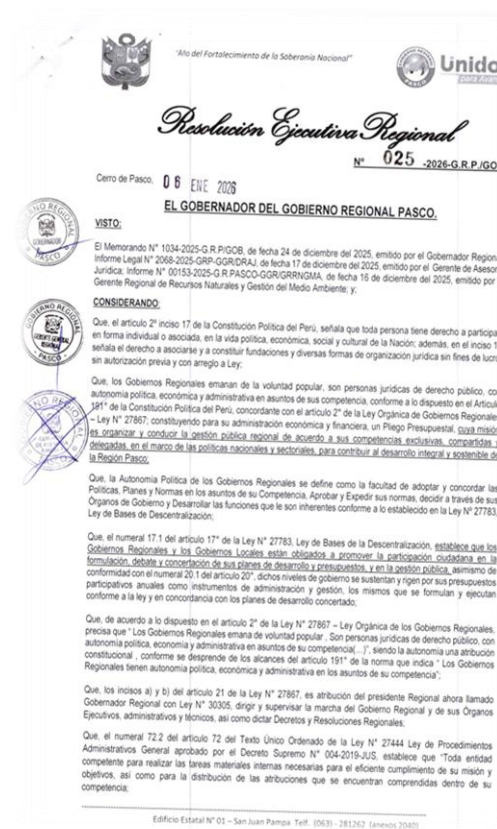 "Año del Fortalecimiento de la Soberanía Nacional"
Unido
para Avan
Resolución Ejecutiva Regional
N° 025 -2026-G.R.P./GO
Cerro de Pasco, 06 ENE 2026
EL GOBERNADOR DEL GOBIERNO REGIONAL PASCO.
VISTO:
El Memorando N° 1034-2025-G.R.P/GOB, de fecha 24 de diciembre del 2025, emitido por el Gobernador Regiona
Informe Legal N° 2068-2025-GRP-GGR/DRAJ, de fecha 17 de diciembre del 2025, emitido por el Gerente de Asesor
Jurídica; Informe N° 00153-2025-G.R.PASCO-GGR/GRRNGMA, de fecha 16 de diciembre del 2025, emitido por
Gerente Regional de Recursos Naturales y Gestión del Medio Ambiente; y,
CONSIDERANDO:
Que, el artículo 2° inciso 17 de la Constitución Política del Perú, señala que toda persona tiene derecho a participa
en forma individual o asociada, en la vida política, económica, social y cultural de la Nación; además, en el inciso 1
señala el derecho a asociarse y a constituir fundaciones y diversas formas de organización jurídica sin fines de lucro
sin autorización previa y con arreglo a Ley;
Que, los Gobiernos Regionales emanan de la voluntad popular, son personas jurídicas de derecho público, co
autonomía política, económica y administrativa en asuntos de su competencia, conforme a lo dispuesto en el Artícul
191° de la Constitución Política del Perú, concordante con el artículo 2° de la Ley Orgánica de Gobiernos Regionale
– Ley N° 27867; constituyendo para su administración económica y financiera, un Pliego Presupuestal, cuya misión
es organizar y conducir la gestión pública regional de acuerdo a sus competencias exclusivas, compartidas y
delegadas, en el marco de las políticas nacionales y sectoriales, para contribuir al desarrollo integral y sostenible de
la Región Pasco;
Que, la Autonomía Política de los Gobiernos Regionales se define como la facultad de adoptar y concordar las
Políticas, Planes y Normas en los asuntos de su Competencia, Aprobar y Expedir sus normas, decidir a través de sus
Órganos de Gobierno y Desarrollar las funciones que le son inherentes conforme a lo establecido en la Ley N° 27783,
Ley de Bases de Descentralización;
Que, el numeral 17.1 del artículo 17° de la Ley N° 27783, Ley de Bases de la Descentralización, establece que los
Gobiernos Regionales y los Gobiernos Locales están obligados a promover la participación ciudadana en la
formulación, debate y concertación de sus planes de desarrollo y presupuestos, y en la gestión pública, asimismo de
conformidad con el numeral 20.1 del artículo 20°, dichos niveles de gobierno se sustentan y rigen por sus presupuestos
participativos anuales como instrumentos de administración y gestión, los mismos que se formulan y ejecutan
conforme a la ley y en concordancia con los planes de desarrollo concertado;
Que, de acuerdo a lo dispuesto en el artículo 2° de la Ley N° 27867 – Ley Orgánica de los Gobiernos Regionales,
precisa que " Los Gobiernos Regionales emana de voluntad popular , Son personas jurídicas de derecho público, con
autonomía política, economía y administrativa en asuntos de su competencia(...)", siendo la autonomía una atribución
constitucional , conforme se desprende de los alcances del artículo 191° de la norma que indica " Los Gobiernos
Regionales tienen autonomía política, económica y administrativa en los asuntos de su competencia";
Que, los incisos a) y b) del artículo 21 de la Ley N° 27867, es atribución del presidente Regional ahora llamado
Gobernador Regional con Ley N° 30305, dirigir y supervisar la marcha del Gobierno Regional y de sus Órganos
Ejecutivos, administrativos y técnicos, así como dictar Decretos y Resoluciones Regionales;
Que, el numeral 72.2 del artículo 72 del Texto Único Ordenado de la Ley N° 27444 Ley de Procedimientos
Administrativos General aprobado por el Decreto Supremo N° 004-2019-JUS, establece que "Toda entidad
competente para realizar las tareas materiales internas necesarias para el eficiente cumplimiento de su misión y
objetivos, así como para la distribución de las atribuciones que se encuentran comprendidas dentro de su
competencia;
Edificio Estatal N° 01 – San Juan Pampa Telf. (063) - 281262 (anexos 2040)